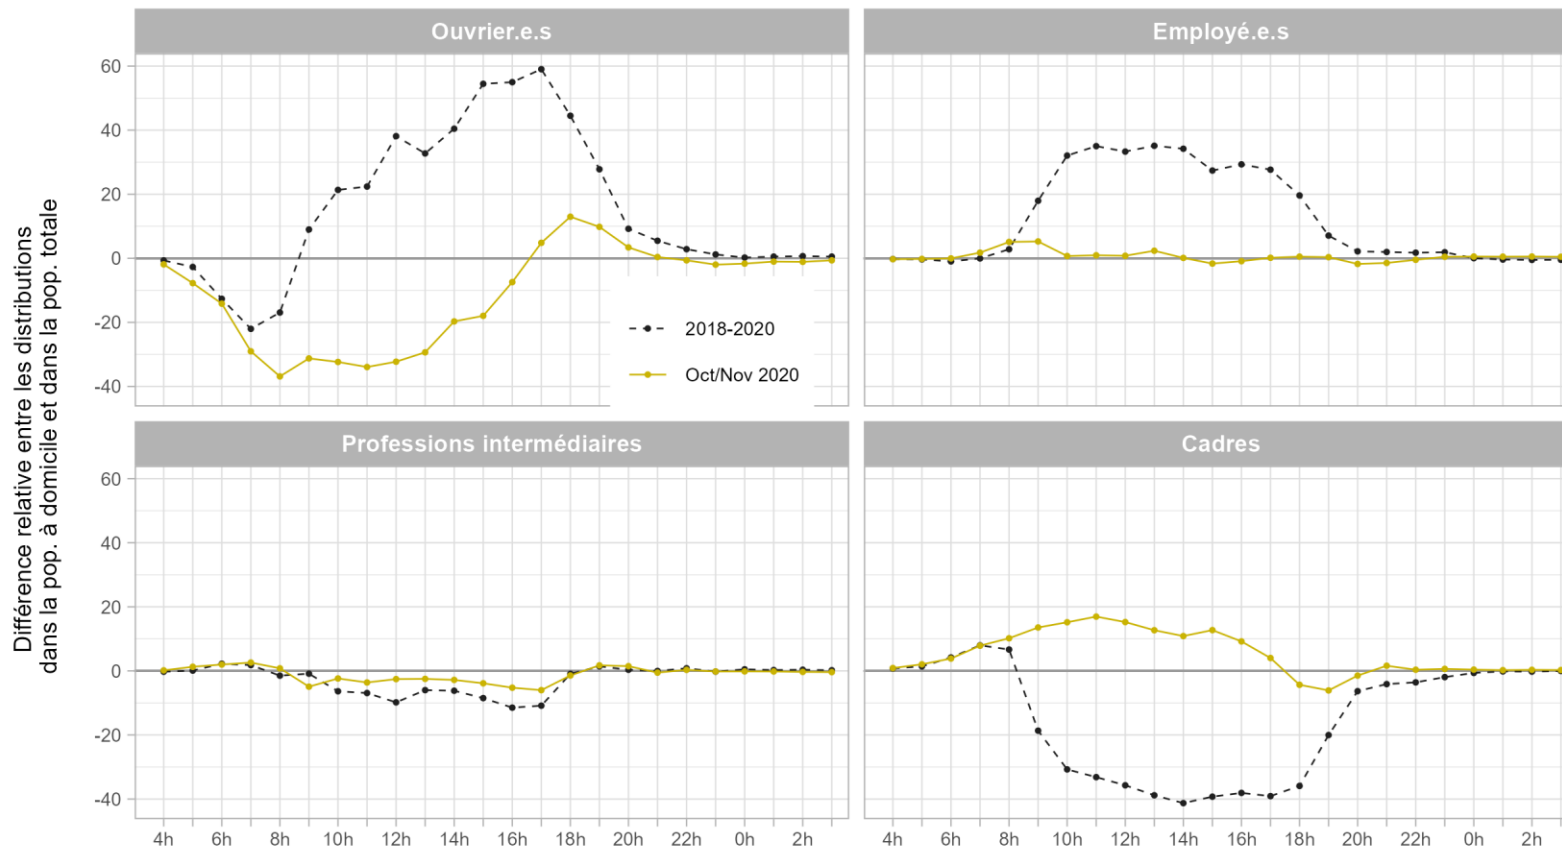 Différence relative entre les distributions
dans la pop. à domicile et dans la pop. totale
Ouvrier.e.s
Employé.e.s
60
40
20
0
-20
-40
2018-2020
Oct/Nov 2020
Professions intermédiaires
Cadres
60
40
20
0
-20
-40
4h 6h 8h 10h 12h 14h 16h 18h 20h 22h 0h 2h
4h 6h 8h 10h 12h 14h 16h 18h 20h 22h 0h 2h